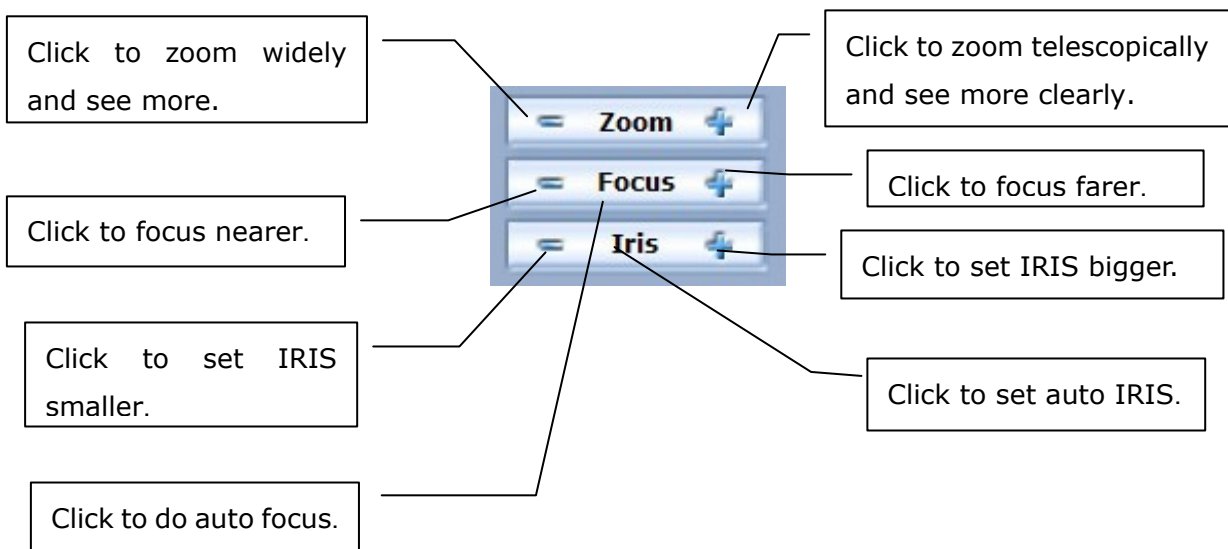 Click to zoom widely
and see more.
Click to zoom telescopically
and see more clearly.
Zoom
Focus
Iris
Click to focus farer.
Click to focus nearer.
Click to set IRIS bigger.
Click to set IRIS
smaller.
Click to set auto IRIS.
Click to do auto focus.